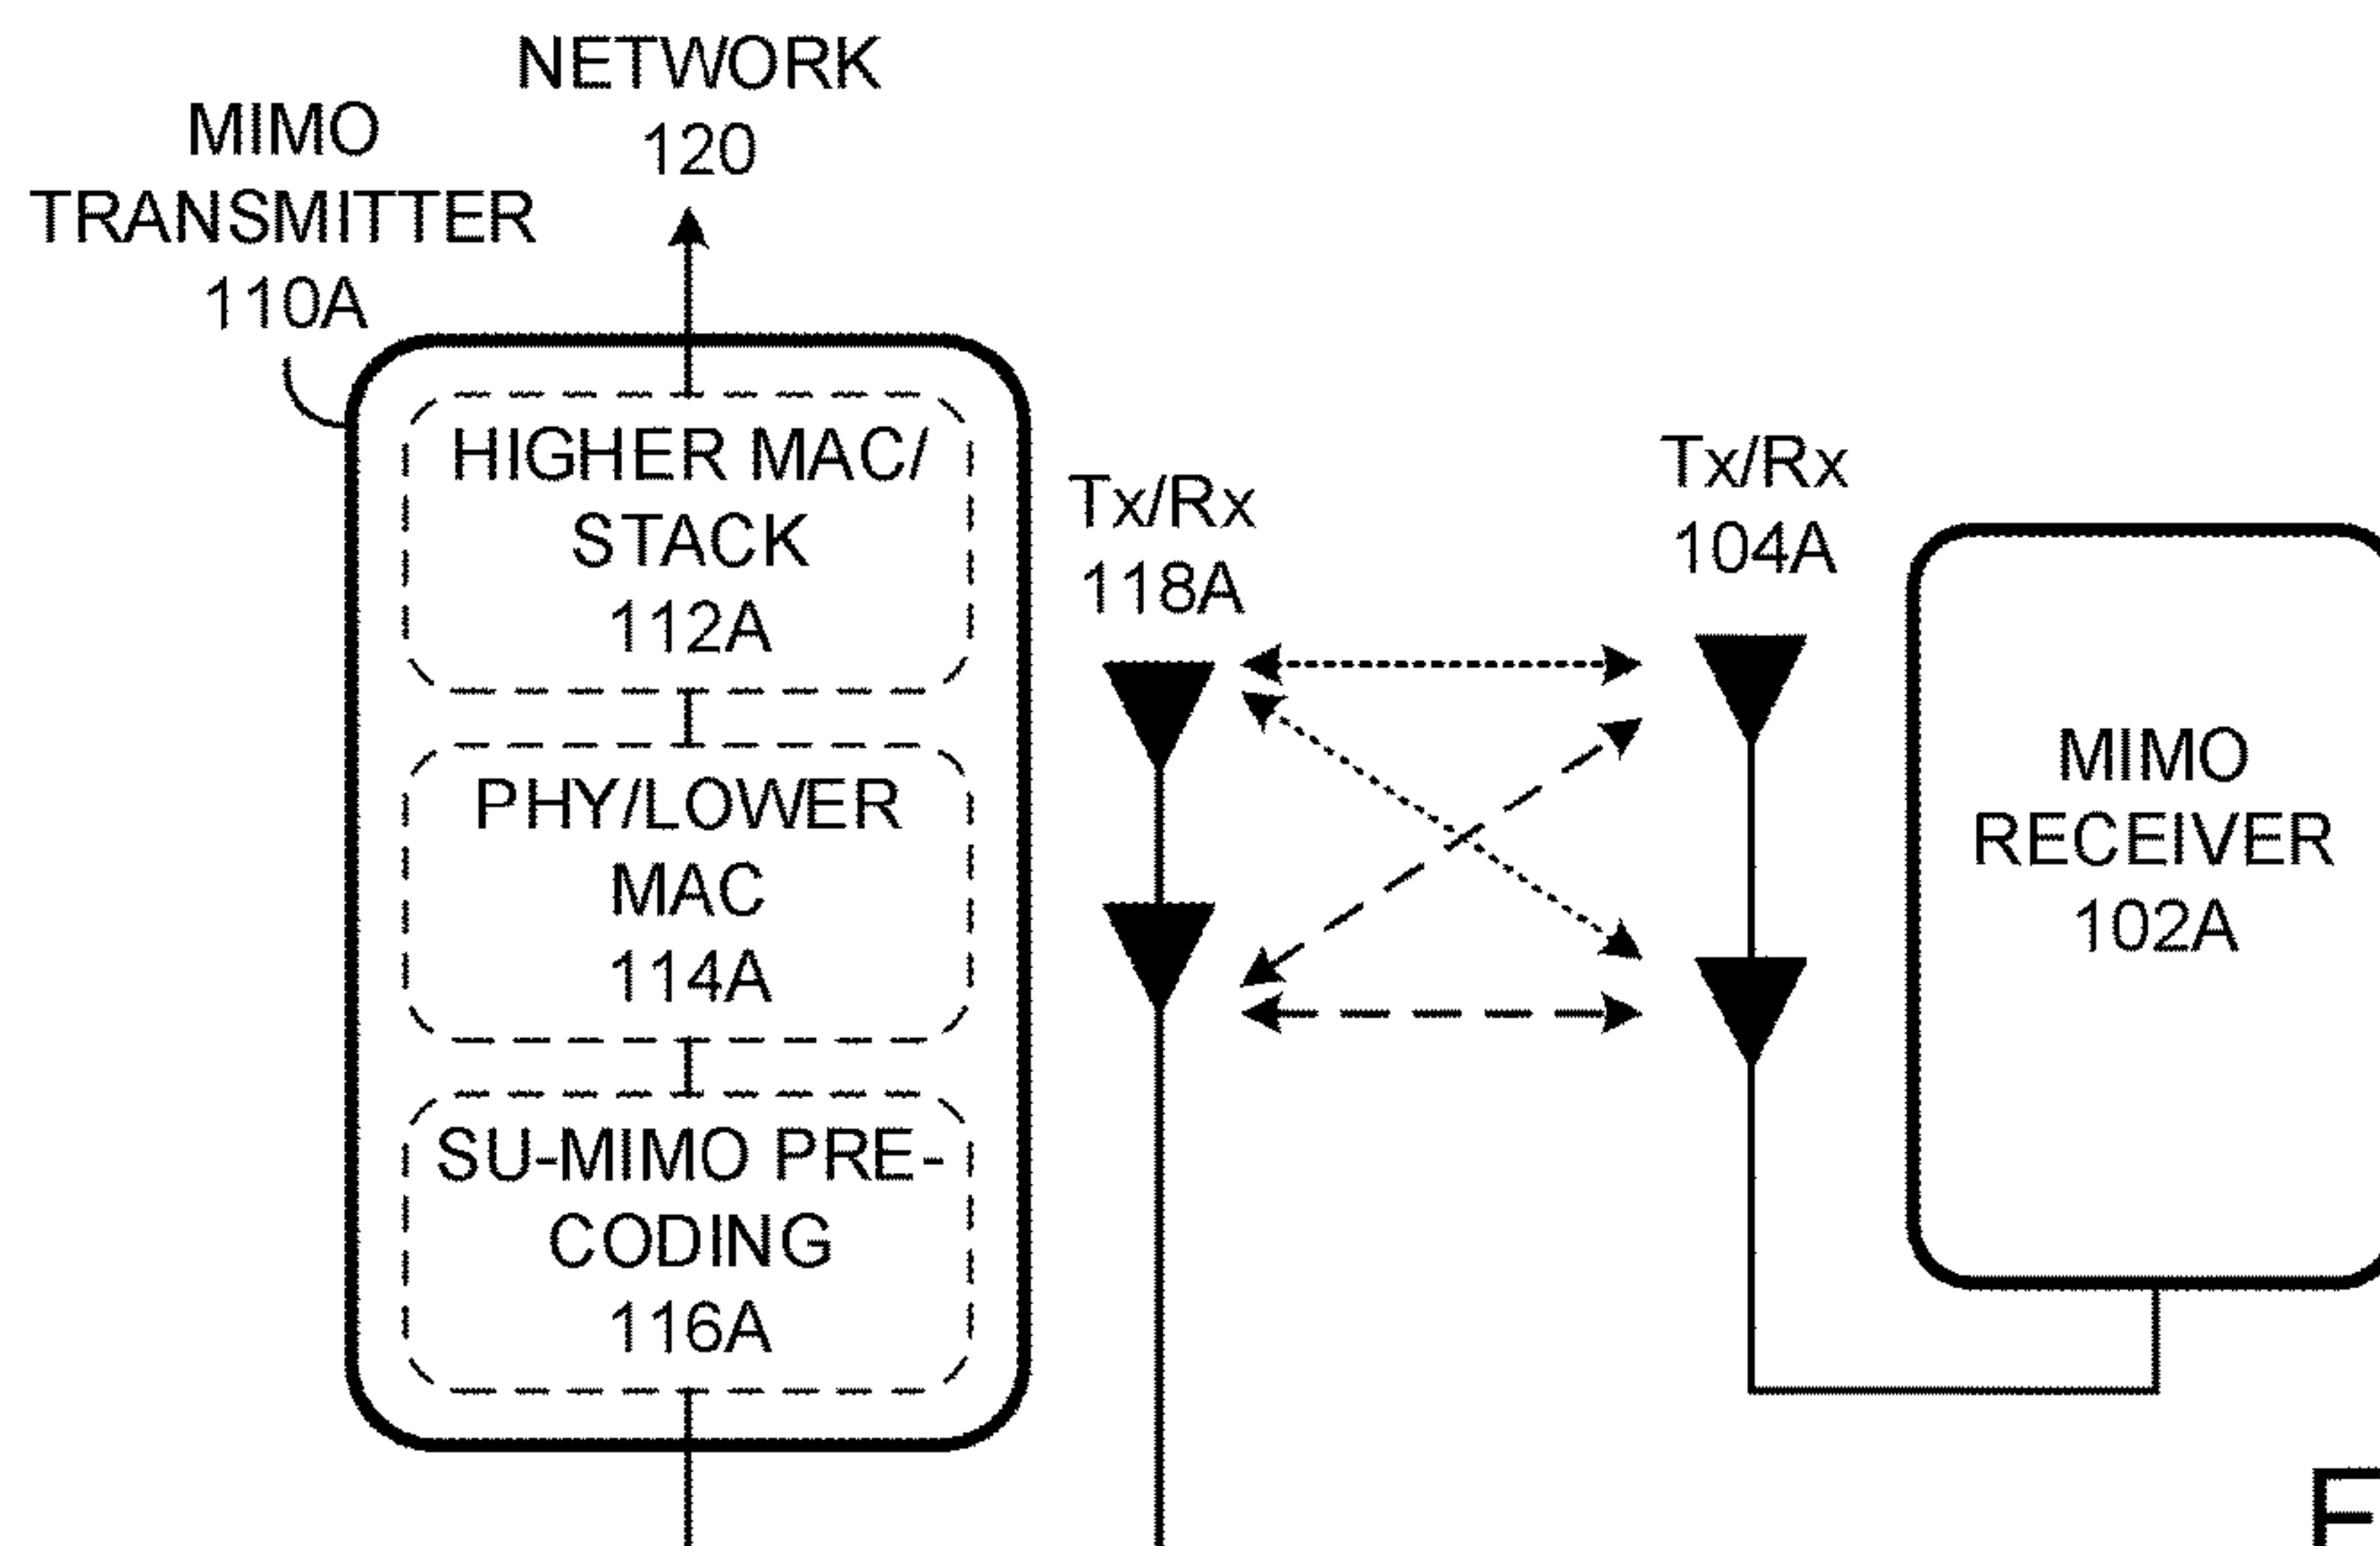 NETWORK
120
MIMO
TRANSMITTER
110A
HIGHER MAC/
STACK
112A
PHY/LOWER
MAC
114A
SU-MIMO PRE-
CODING
116A
Tx/Rx
118A
Tx/Rx
104A
MIMO
RECEIVER
102A